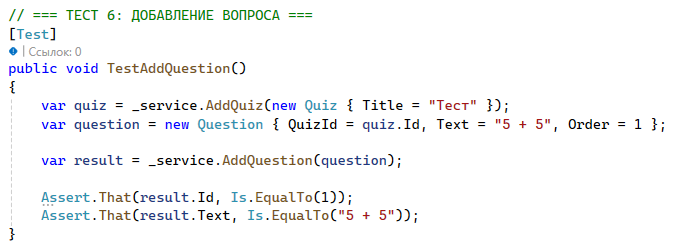 // === ТЕСТ 6: ДОБАВЛЕНИЕ ВОПРОСА ===
[Test]
| Ссылок: 0
public void TestAddQuestion()
{
var quiz = _service.AddQuiz(new Quiz { Title = "Тест" });
var question = new Question { QuizId = quiz.Id, Text = "5 + 5", Order = 1 };
var result = _service.AddQuestion(question);
Assert.That(result.Id, Is.EqualTo(1));
Assert.That(result.Text, Is.EqualTo("5 + 5"));
}